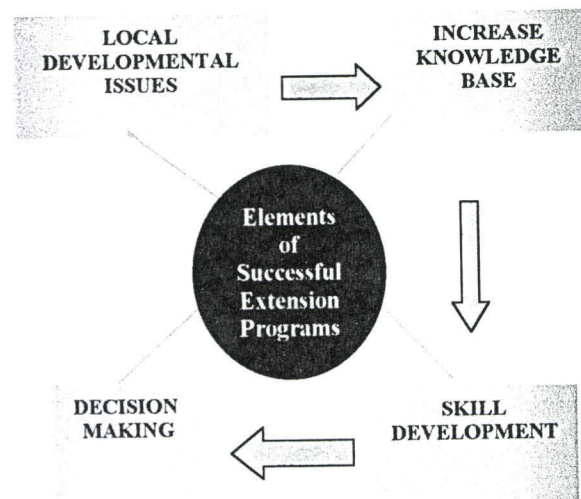 LOCAL
DEVELOPMENTAL
ISSUES
INCREASE
KNOWLEDGE
BASE
Elements
of
Successful
Extension
Programs
DECISION
MAKING
SKILL
DEVELOPMENT